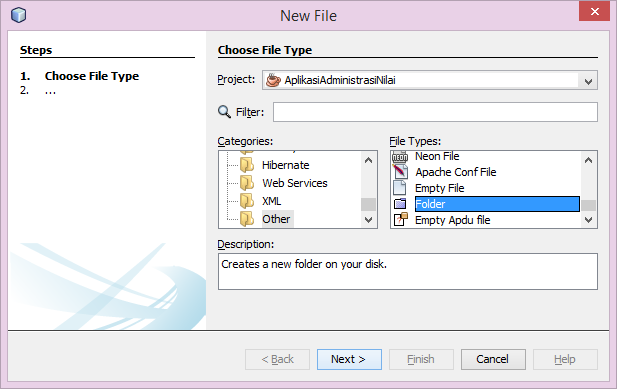 New File
Steps
1. Choose File Type
2. ...
Choose File Type
Project: AplikasiAdministrasiNilai
Filter:
Categories:
Hibernate
Web Services
XML
Other
File Types:
Neon File
Apache Conf File
Empty File
Folder
Empty Apdu file
Description:
Creates a new folder on your disk.
< Back
Next >
Finish
Cancel
Help